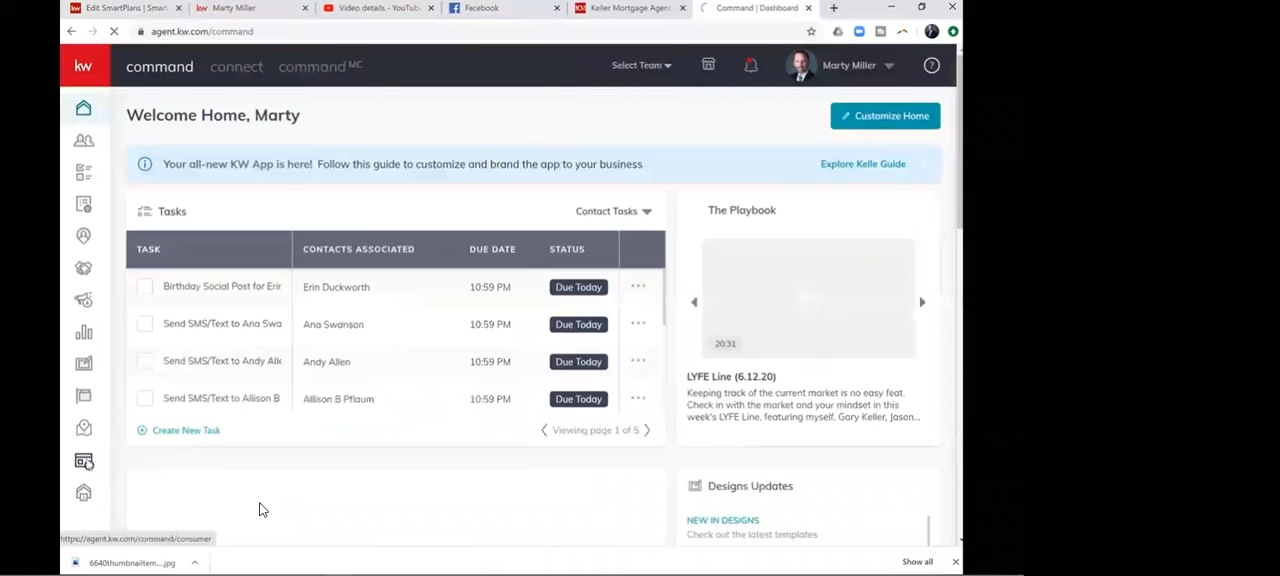 Edit SmartPlans | Smar
kw Marty Miller
Video details - YouTub
Facebook
KM Keller Mortgage Agen
Command | Dashboard
agent.kw.com/command
kw command connect command MC
Select Team
Marty Miller
Welcome Home, Marty
Customize Home
Your all-new KW App is here! Follow this guide to customize and brand the app to your business
Explore Kelle Guide
Tasks
Contact Tasks
TASK CONTACTS ASSOCIATED DUE DATE STATUS
Birthday Social Post for Erir Erin Duckworth 10:59 PM Due Today
Send SMS/Text to Ana Swa Ana Swanson 10:59 PM Due Today
Send SMS/Text to Andy Alle Andy Allen 10:59 PM Due Today
Send SMS/Text to Allison B Allison B Pflaum 10:59 PM Due Today
Create New Task
Viewing page 1 of 5
The Playbook
20:31
LYFE Line (6.12.20)
Keeping track of the current market is no easy feat.
Check in with the market and your mindset in this
week's LYFE Line, featuring myself, Gary Keller, Jason...
Designs Updates
NEW IN DESIGNS
Check out the latest templates
https://agent.kw.com/command/consumer
6640thumbnailtem....jpg
Show all